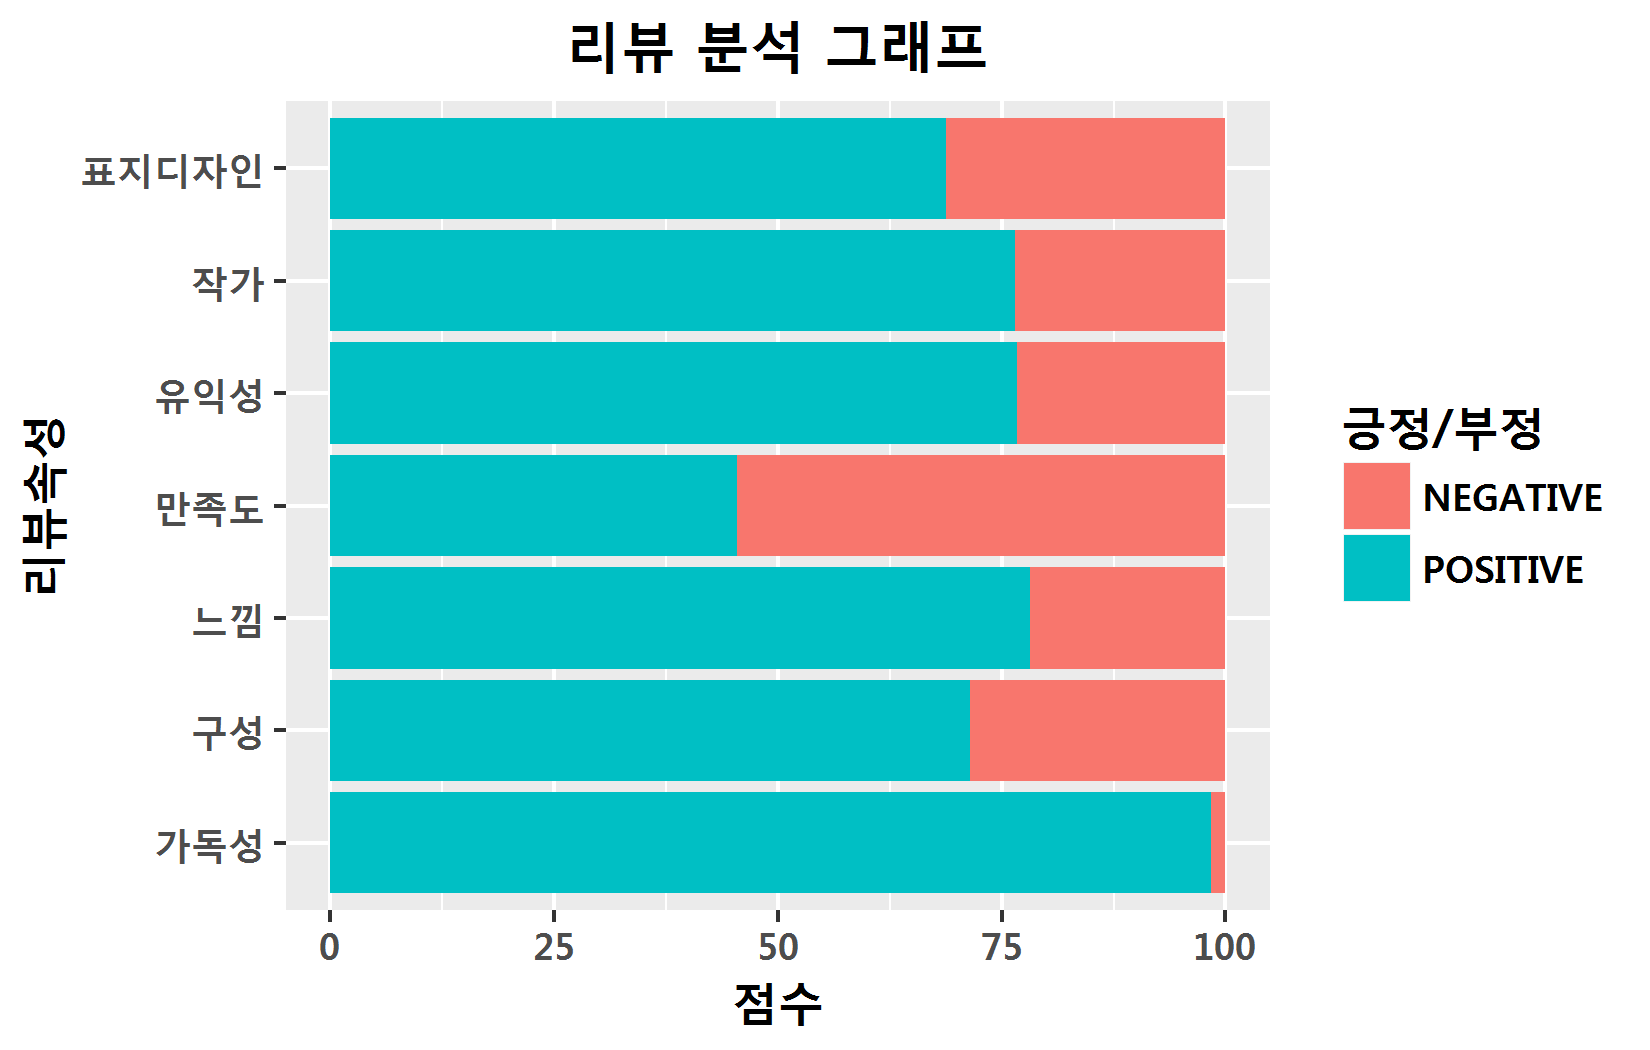 리뷰 분석 그래프
리뷰속성
표지디자인
작가
유익성
만족도
느낌
구성
가독성
0 25 50 75 100
점수
긍정/부정
NEGATIVE
POSITIVE